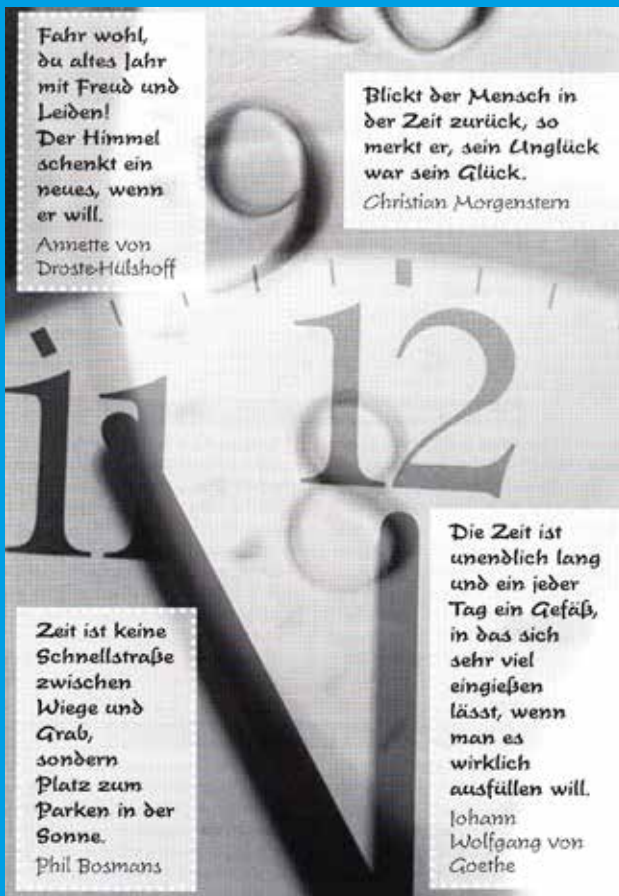 10
9
12
11
Fahr wohl,
du altes Jahr
mit Freud und
Leiden!
Der Himmel
schenkt ein
neues, wenn
er will.
Annette von
Droste-Hülshoff
Blickt der Mensch in
der Zeit zurück, so
merkt er, sein Unglück
war sein Glück.
Christian Morgenstern
Zeit ist keine
Schnellstraße
zwischen
Wiege und
Grab,
sondern
Platz zum
Parken in der
Sonne.
Phil Bosmans
Die Zeit ist
unendlich lang
und ein jeder
Tag ein Gefäß,
in das sich
sehr viel
eingießen
lässt, wenn
man es
wirklich
ausfüllen will.
Johann
Wolfgang von
Goethe